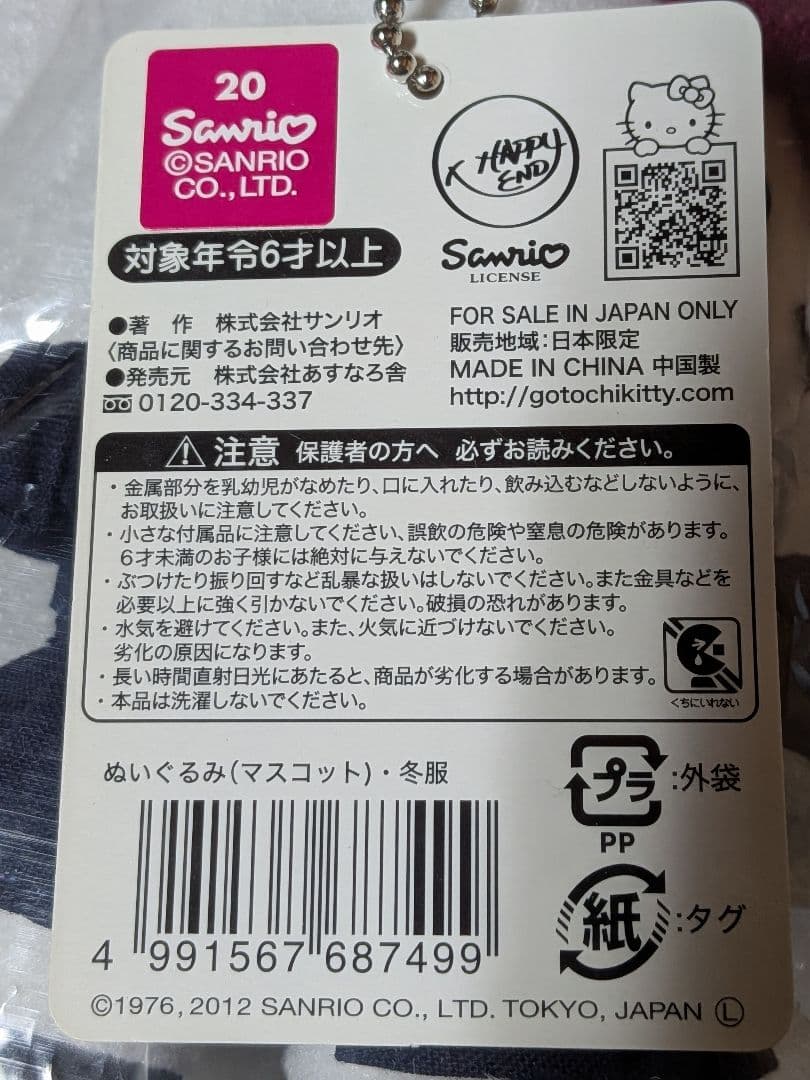 20
Sanrio
©SANRIO
CO., LTD.
HAPPY
END
Sanrio
LICENSE
対象年令6才以上
●著 作 株式会社サンリオ
〈商品に関するお問い合わせ先〉
●発売元 株式会社あすなろ舎
0120-334-337
FOR SALE IN JAPAN ONLY
販売地域:日本限定
MADE IN CHINA 中国製
http://gotochikitty.com
注意 保護者の方へ 必ずお読みください。
・金属部分を乳幼児がなめたり、口に入れたり、飲み込むなどしないように、
お取扱いに注意してください。
・小さな付属品に注意してください、誤飲の危険や窒息の危険があります。
6才未満のお子様には絶対に与えないでください。
・ぶつけたり振り回すなど乱暴な扱いはしないでください。また金具などを
必要以上に強く引かないでください。破損の恐れがあります。
・水気を避けてください。また、火気に近づけないでください。
劣化の原因になります。
・長い時間直射日光にあたると、商品が劣化する場合があります。
・本品は洗濯しないでください。
くちにいれない
ぬいぐるみ(マスコット)・冬服
プラ:外袋
PP
紙:タグ
4 991567 687499
©1976, 2012 SANRIO CO., LTD. TOKYO, JAPAN Ⓛ